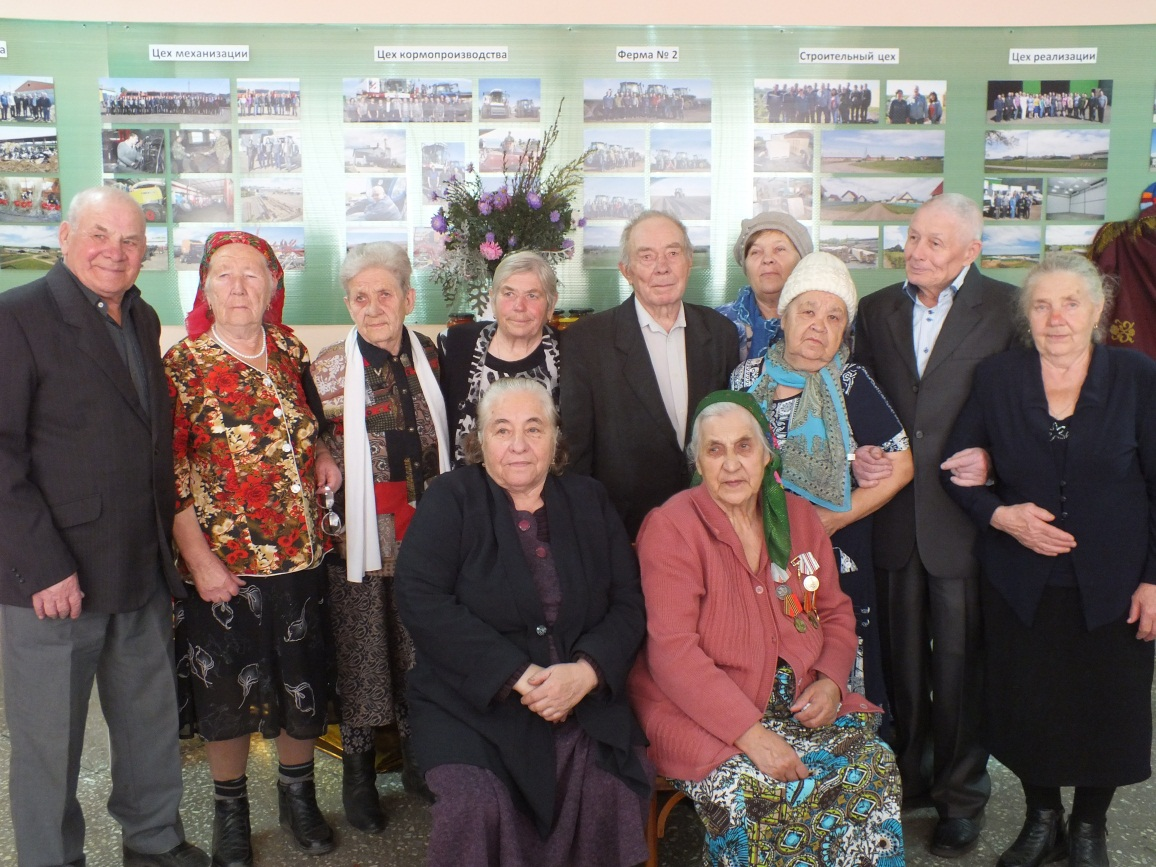 а
Цех механизации
Цех кормопроизводства
Ферма № 2
Строительный цех
Цех реализации